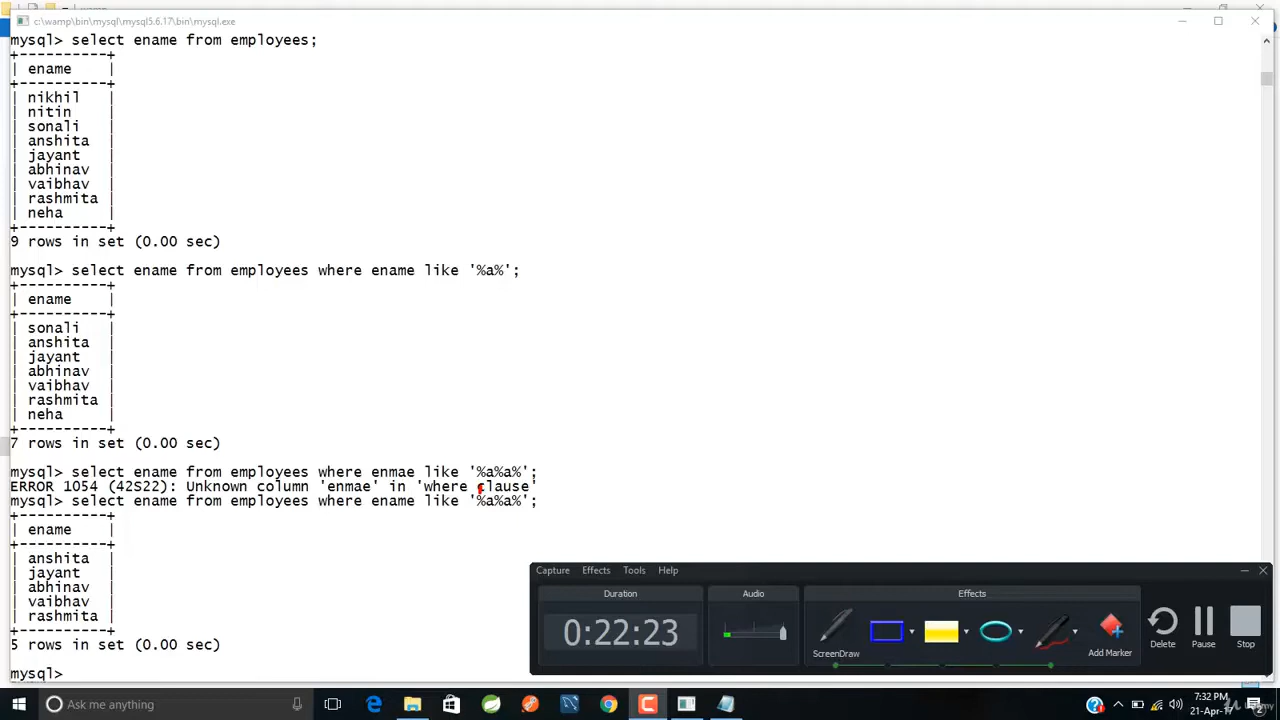 c:\wamp\bin\mysql\mysql5.6.17\bin\mysql.exe
mysql> select ename from employees;
+----------+
| ename    |
+----------+
| nikhil   |
| nitin    |
| sonali   |
| anshita  |
| jayant   |
| abhinav  |
| vaibhav  |
| rashmita |
| neha     |
+----------+
9 rows in set (0.00 sec)
mysql> select ename from employees where ename like '%a%';
+----------+
| ename    |
+----------+
| sonali   |
| anshita  |
| jayant   |
| abhinav  |
| vaibhav  |
| rashmita |
| neha     |
+----------+
7 rows in set (0.00 sec)
mysql> select ename from employees where enmae like '%a%a%';
ERROR 1054 (42S22): Unknown column 'enmae' in 'where clause'
mysql> select ename from employees where ename like '%a%a%';
+----------+
| ename    |
+----------+
| anshita  |
| jayant   |
| abhinav  |
| vaibhav  |
| rashmita |
+----------+
5 rows in set (0.00 sec)
mysql>
Capture Effects Tools Help
Duration Audio Effects
0:22:23
ScreenDraw Add Marker Delete Pause Stop
Ask me anything
7:32 PM
21-Apr-17